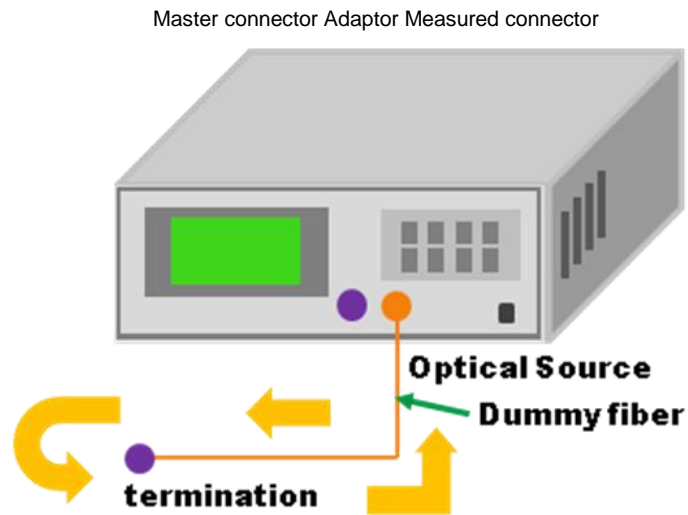 Master connector Adaptor Measured connector
Optical Source
Dummy fiber
termination